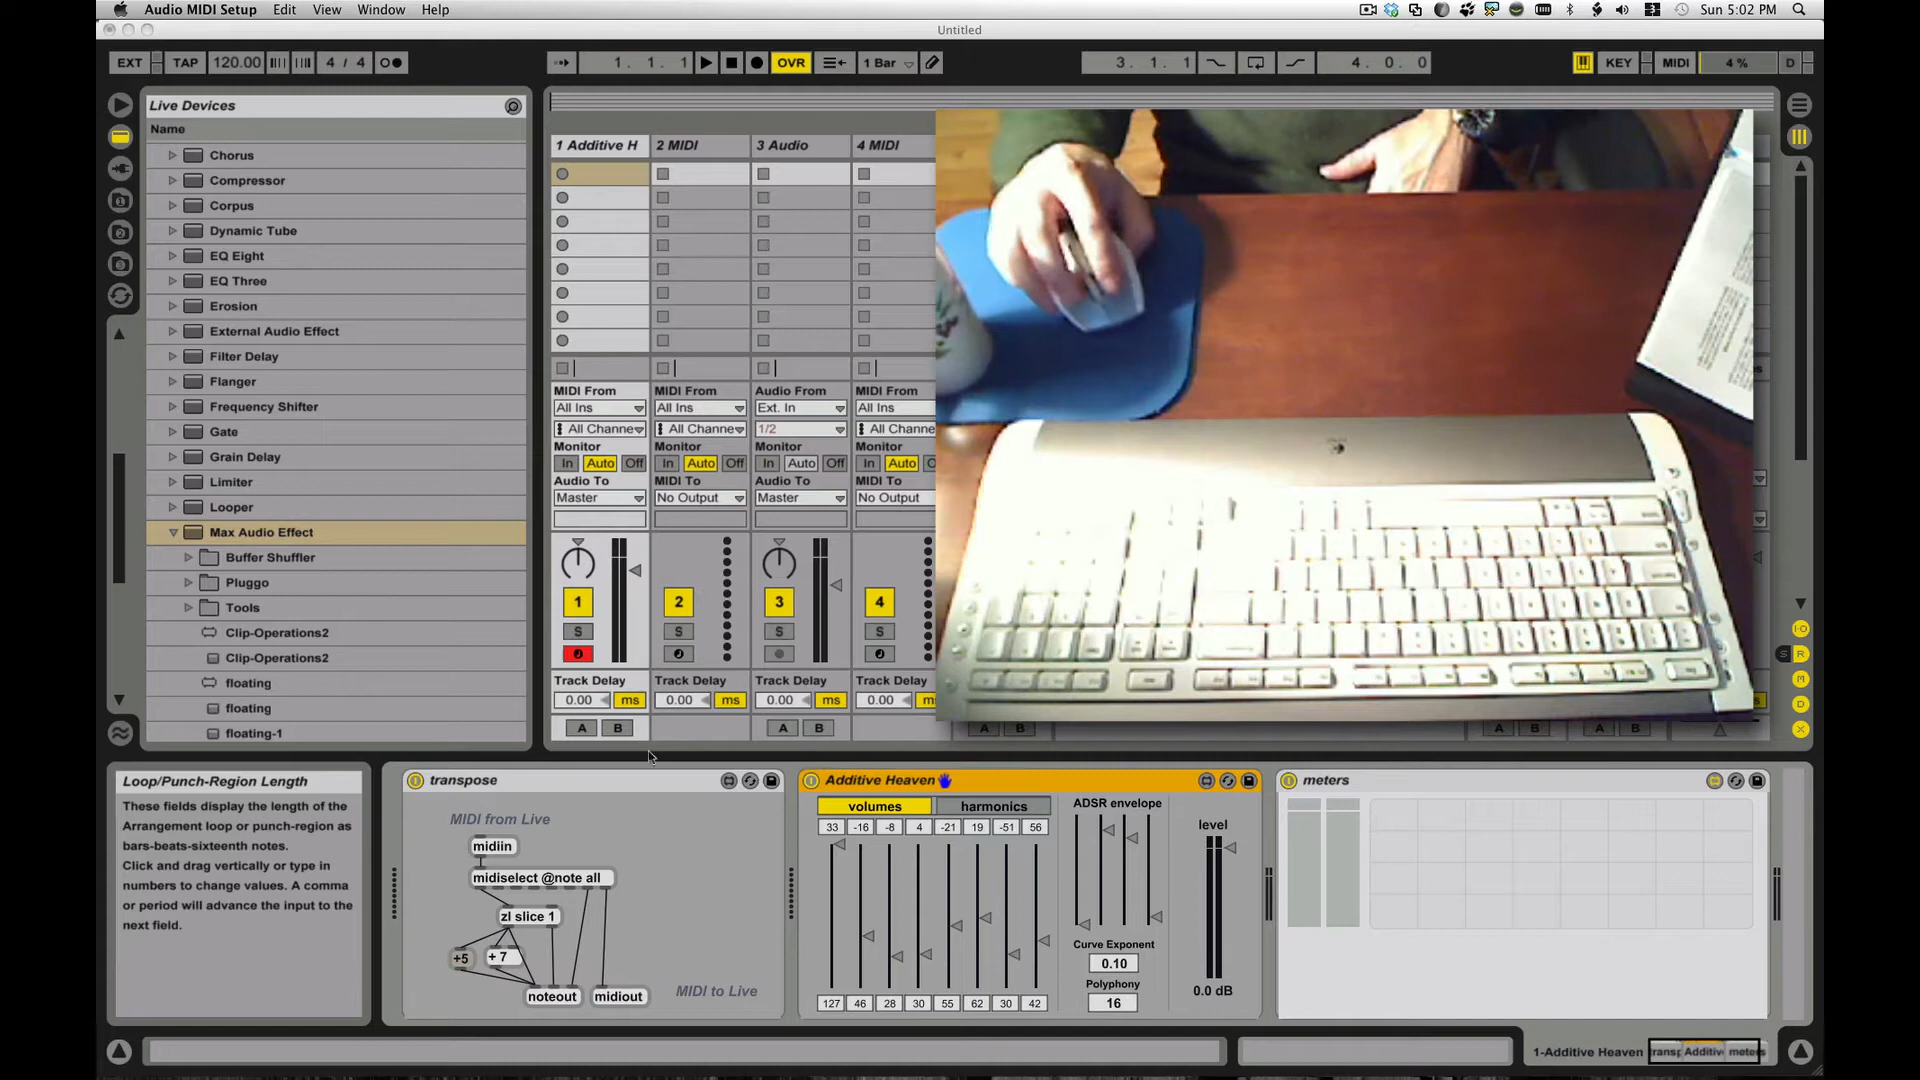 Audio MIDI Setup Edit View Window Help
Sun 5:02 PM
Untitled
EXT TAP 120.00 4 / 4
1. 1. 1 OVR 1 Bar
3. 1. 1 4. 0. 0
KEY MIDI 4 % D
Live Devices
Name
Chorus
Compressor
Corpus
Dynamic Tube
EQ Eight
EQ Three
Erosion
External Audio Effect
Filter Delay
Flanger
Frequency Shifter
Gate
Grain Delay
Limiter
Looper
Max Audio Effect
Buffer Shuffler
Pluggo
Tools
Clip-Operations2
Clip-Operations2
floating
floating
floating-1
1 Additive H 2 MIDI 3 Audio 4 MIDI
MIDI From MIDI From Audio From MIDI From
All Ins All Ins Ext. In All Ins
All Channe All Channe 1/2 All Channe
Monitor Monitor Monitor Monitor
In Auto Off In Auto Off In Auto Off In Auto
Audio To MIDI To Audio To MIDI To
Master No Output Master No Output
1 2 3 4
S S S S
Track Delay Track Delay Track Delay Track Delay
0.00 ms 0.00 ms 0.00 ms 0.00
A B A B A B A B A B
I·O
S R
M
D
X
Loop/Punch-Region Length
These fields display the length of the
Arrangement loop or punch-region as
bars-beats-sixteenth notes.
Click and drag vertically or type in
numbers to change values. A comma
or period will advance the input to the
next field.
transpose
MIDI from Live
midiin
midiselect @note all
zl slice 1
+5 + 7
noteout midiout
MIDI to Live
Additive Heaven
volumes harmonics
33 -16 -8 4 -21 19 -51 56
127 46 28 30 55 62 30 42
ADSR envelope
Curve Exponent
0.10
Polyphony
16
level
0.0 dB
meters
1-Additive Heaven transp Additive meters